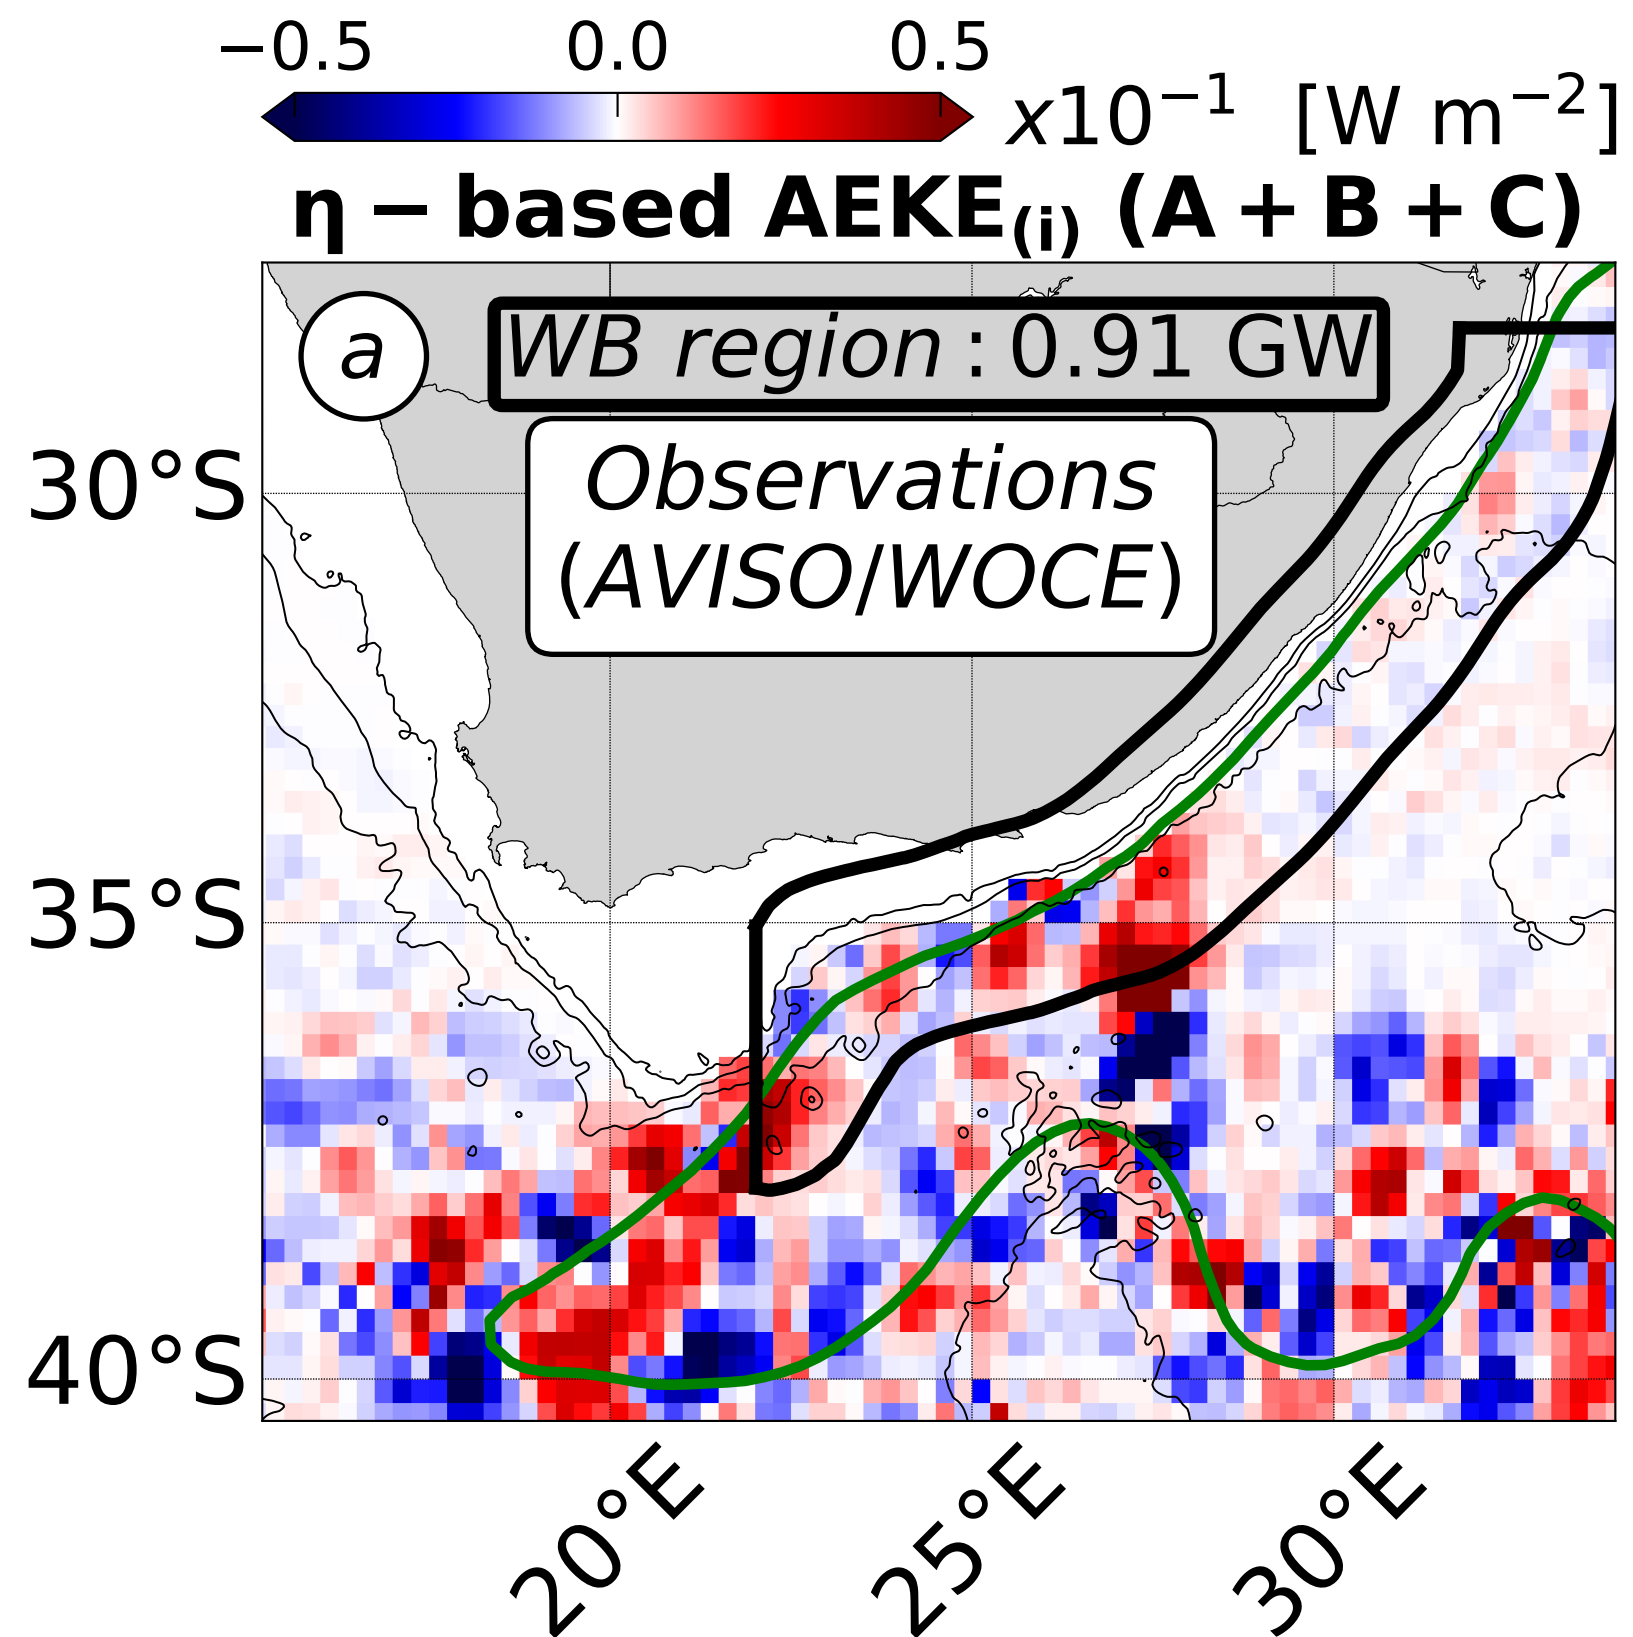 −0.5 0.0 0.5
x10⁻¹ [W m⁻²]
η − based AEKE₍ᵢ₎ (A + B + C)
a
WB region : 0.91 GW
Observations
(AVISO/WOCE)
30°S
35°S
40°S
20°E
25°E
30°E